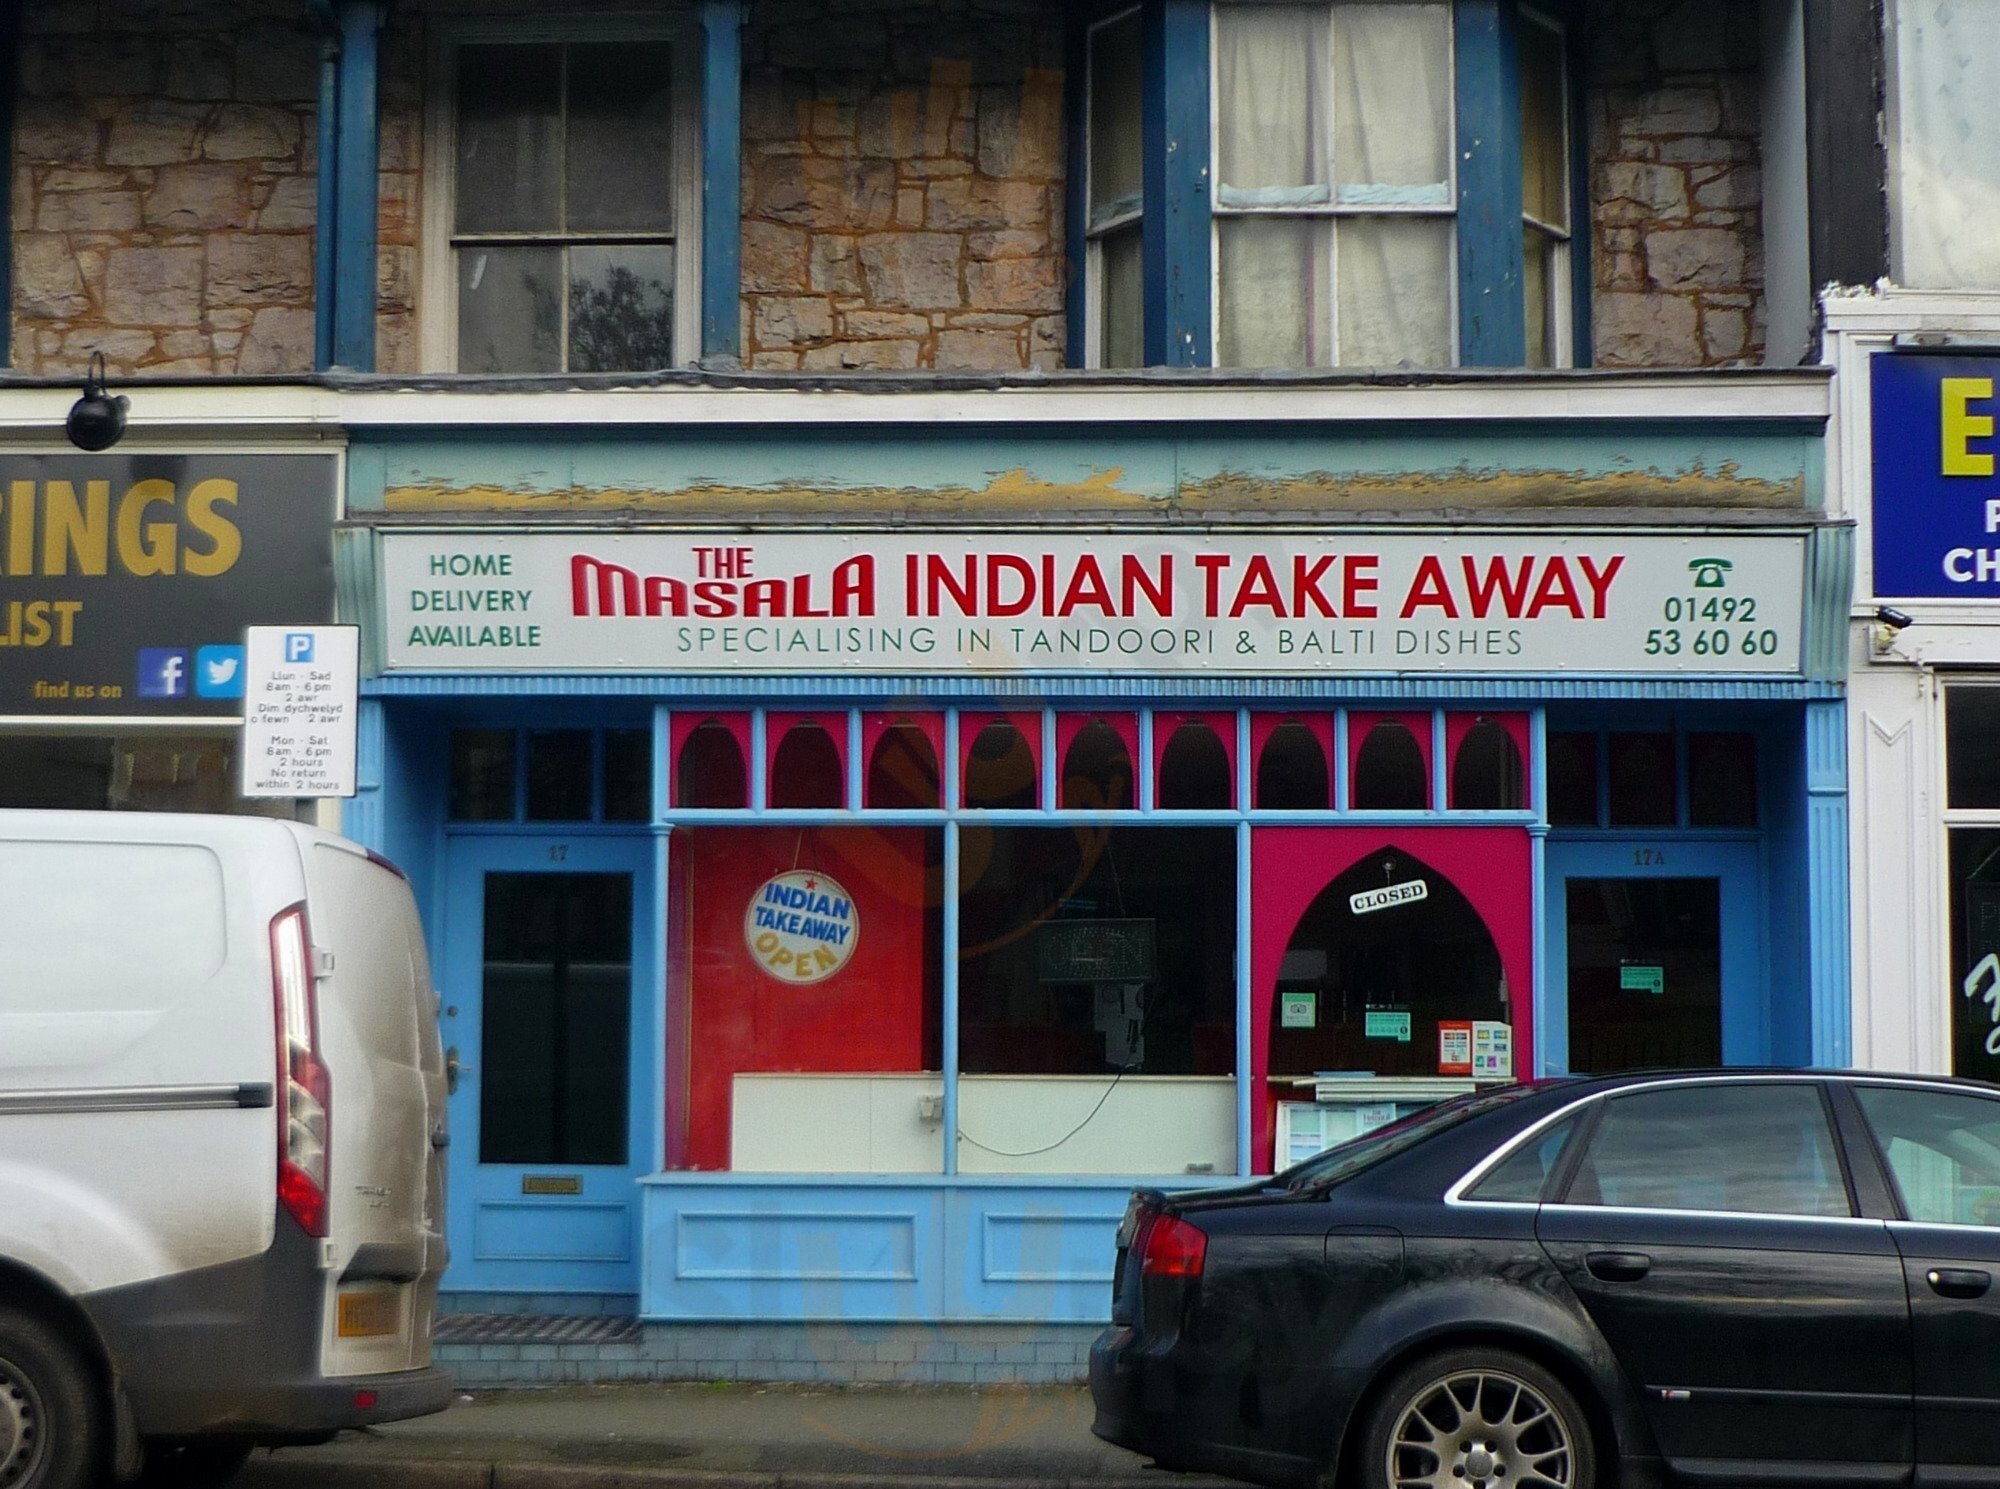 RINGS
LIST
find us on
P
Llun - Sad
8am - 6pm
2 awr
Dim dychwelyd
o fewn 2 awr
Mon - Sat
8am - 6pm
2 hours
No return
within 2 hours
HOME
DELIVERY
AVAILABLE
THE
MASALA INDIAN TAKE AWAY
SPECIALISING IN TANDOORI & BALTI DISHES
01492
53 60 60
E
P
CH
17
17A
INDIAN
TAKEAWAY
OPEN
OPEN
CLOSED